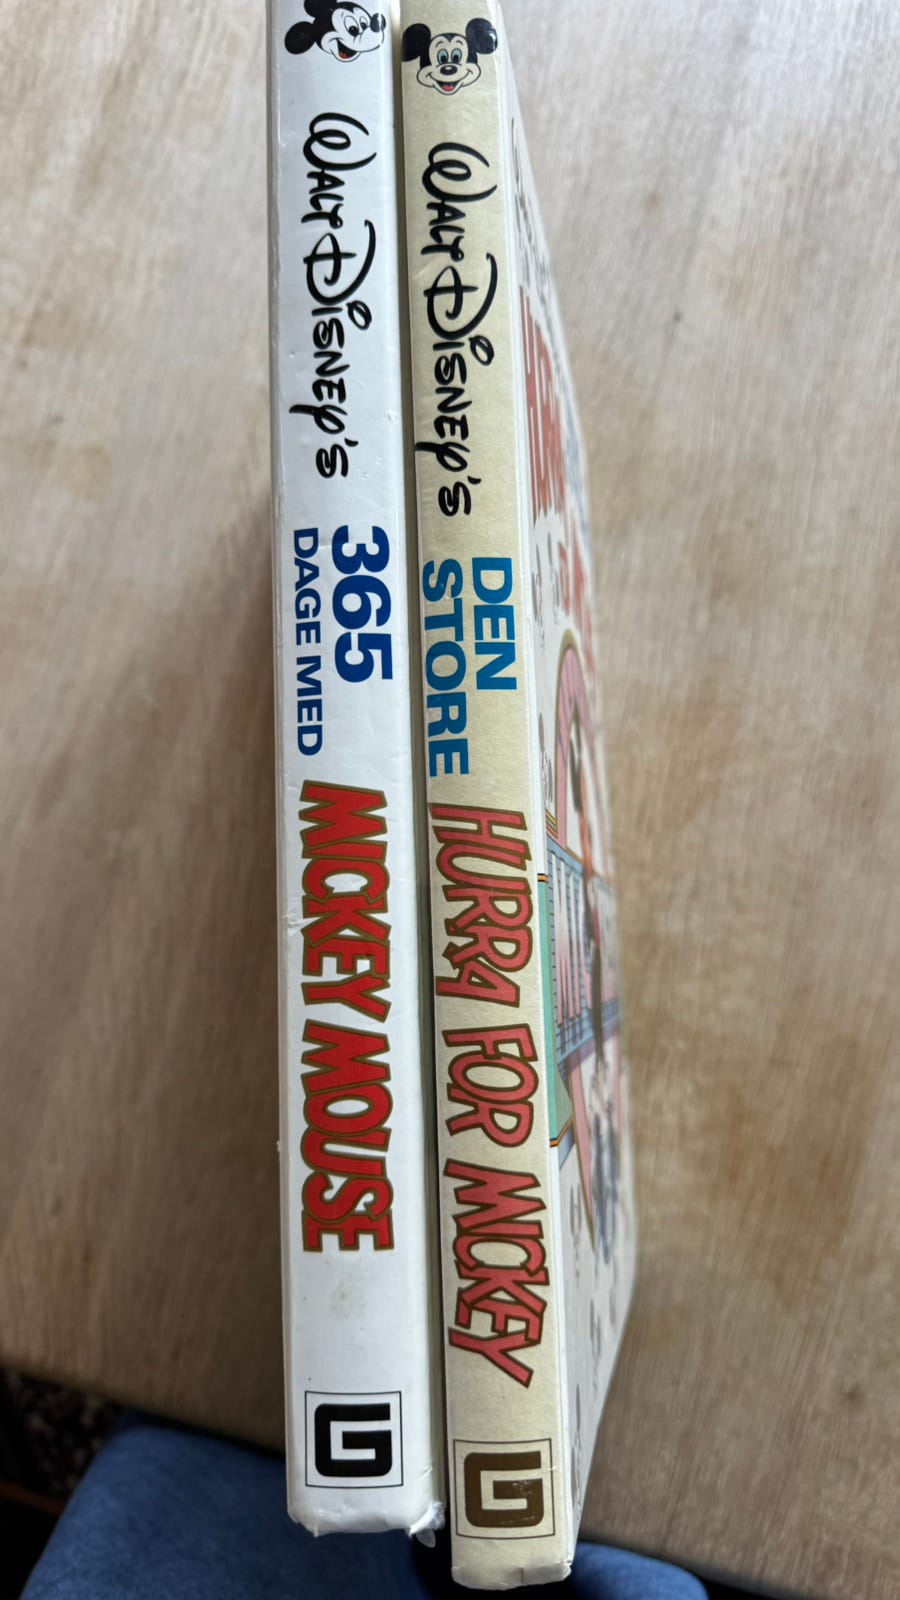 Walt Disney's
365
DAGE MED
MICKEY MOUSE
G
Walt Disney's
DEN
STORE
HURRA FOR MICKEY
G